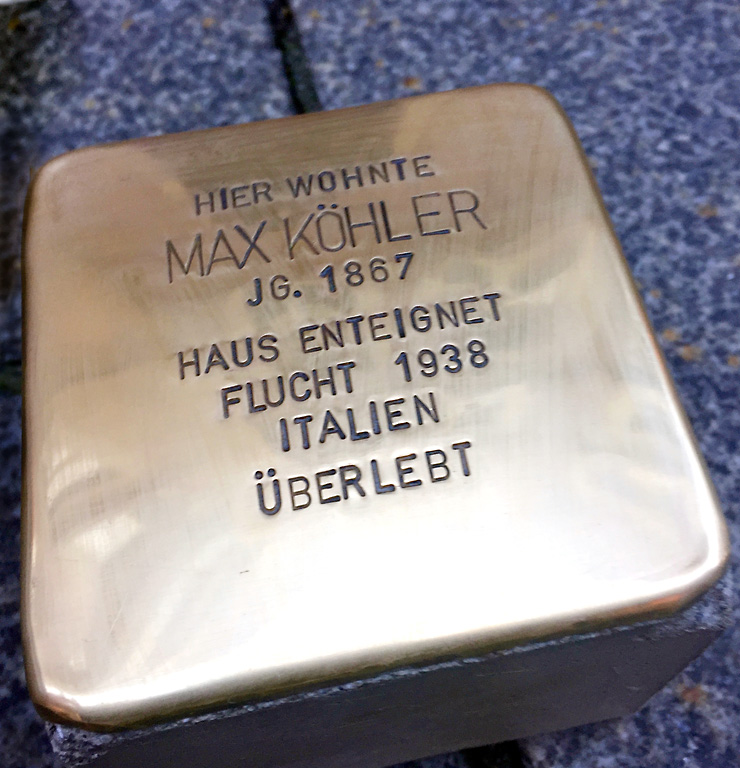 HIER WOHNTE
MAX KÖHLER
JG. 1867
HAUS ENTEIGNET
FLUCHT 1938
ITALIEN
ÜBERLEBT